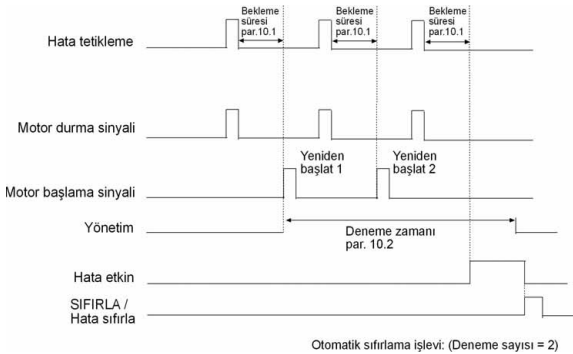 Bekleme
süresi
par.10.1
Bekleme
süresi
par.10.1
Bekleme
süresi
par.10.1
Hata tetikleme
Motor durma sinyali
Yeniden
başlat 1
Yeniden
başlat 2
Motor başlama sinyali
Yönetim
Deneme zamanı
par. 10.2
Hata etkin
SIFIRLA /
Hata sıfırla
Otomatik sıfırlama işlevi: (Deneme sayısı = 2)